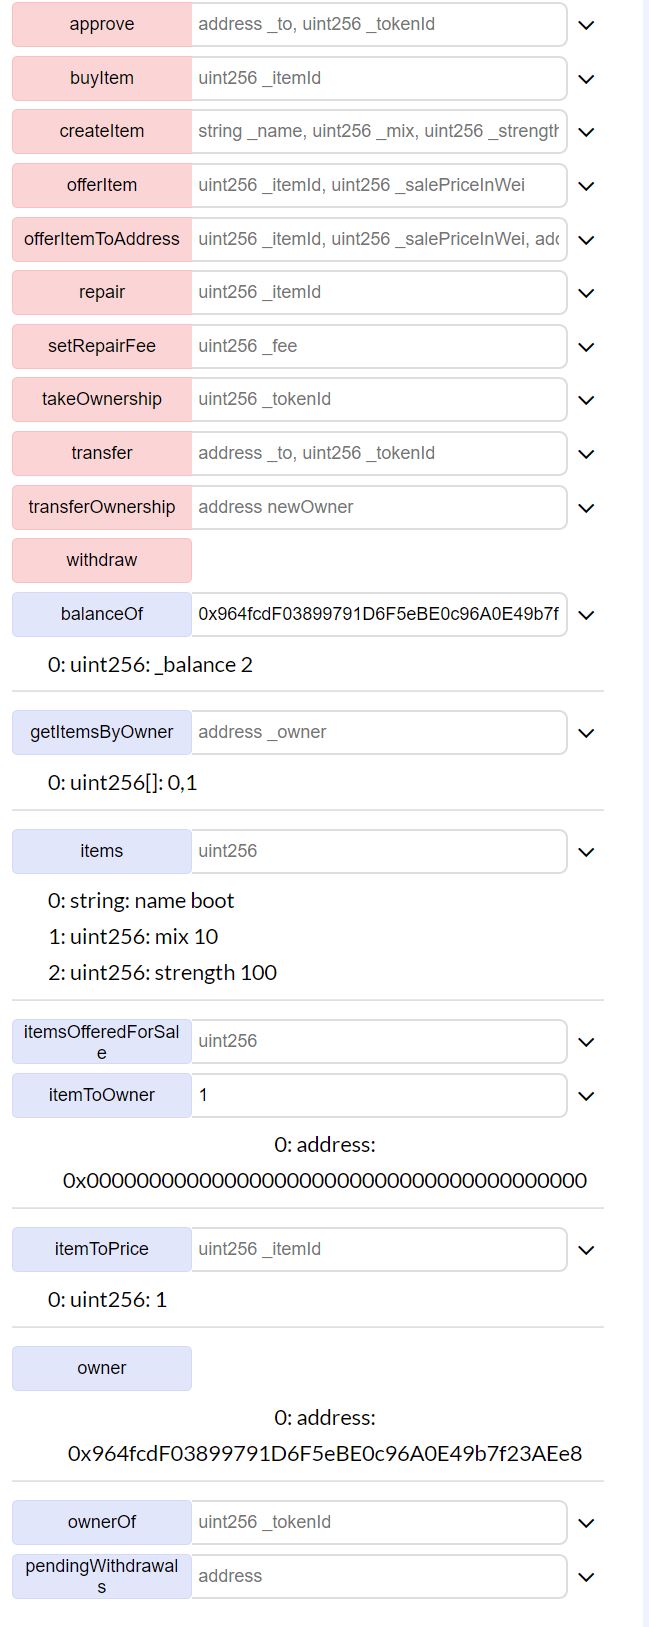 approve address _to, uint256 _tokenId
buyItem uint256 _itemId
createItem string _name, uint256 _mix, uint256 _strength
offerItem uint256 _itemId, uint256 _salePriceInWei
offerItemToAddress uint256 _itemId, uint256 _salePriceInWei, adc
repair uint256 _itemId
setRepairFee uint256 _fee
takeOwnership uint256 _tokenId
transfer address _to, uint256 _tokenId
transferOwnership address newOwner
withdraw
balanceOf 0x964fcdF03899791D6F5eBE0c96A0E49b7f
0: uint256: _balance 2
getItemsByOwner address _owner
0: uint256[]: 0,1
items uint256
0: string: name boot
1: uint256: mix 10
2: uint256: strength 100
itemsOfferedForSal
e
uint256
itemToOwner 1
0: address:
0x0000000000000000000000000000000000000000
itemToPrice uint256 _itemId
0: uint256: 1
owner
0: address:
0x964fcdF03899791D6F5eBE0c96A0E49b7f23AEe8
ownerOf uint256 _tokenId
pendingWithdrawal
s
address